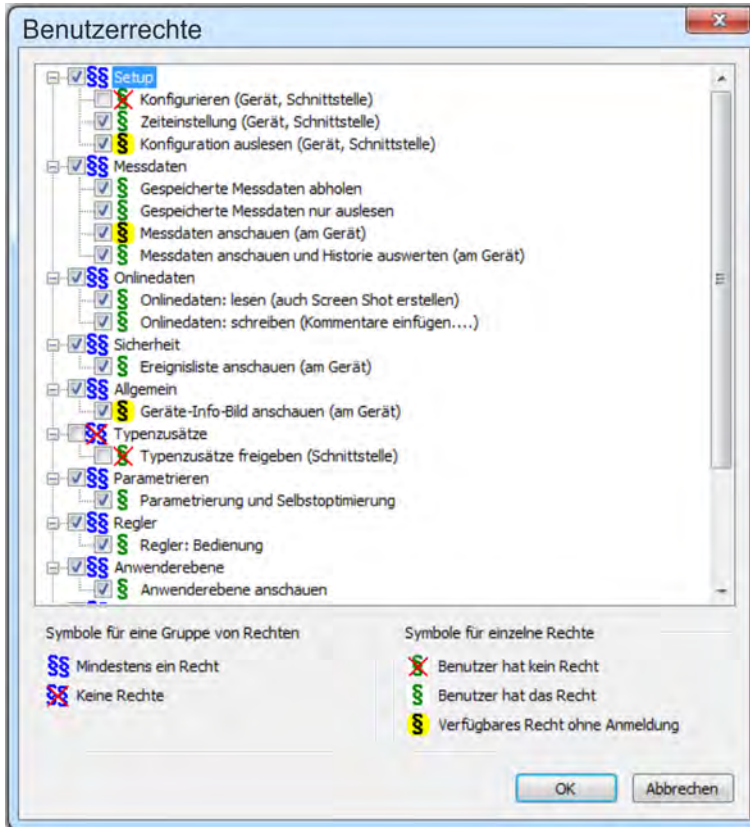 Benutzerrechte
§§ Setup
§ Konfigurieren (Gerät, Schnittstelle)
§ Zeiteinstellung (Gerät, Schnittstelle)
§ Konfiguration auslesen (Gerät, Schnittstelle)
§§ Messdaten
§ Gespeicherte Messdaten abholen
§ Gespeicherte Messdaten nur auslesen
§ Messdaten anschauen (am Gerät)
§ Messdaten anschauen und Historie auswerten (am Gerät)
§§ Onlinedaten
§ Onlinedaten: lesen (auch Screen Shot erstellen)
§ Onlinedaten: schreiben (Kommentare einfügen....)
§§ Sicherheit
§ Ereignisliste anschauen (am Gerät)
§§ Allgemein
§ Geräte-Info-Bild anschauen (am Gerät)
§§ Typenzusätze
§ Typenzusätze freigeben (Schnittstelle)
§§ Parametrieren
§ Parametrierung und Selbstoptimierung
§§ Regler
§ Regler: Bedienung
§§ Anwenderebene
§ Anwenderebene anschauen
Symbole für eine Gruppe von Rechten
§§ Mindestens ein Recht
§§ Keine Rechte
Symbole für einzelne Rechte
§ Benutzer hat kein Recht
§ Benutzer hat das Recht
§ Verfügbares Recht ohne Anmeldung
OK
Abbrechen